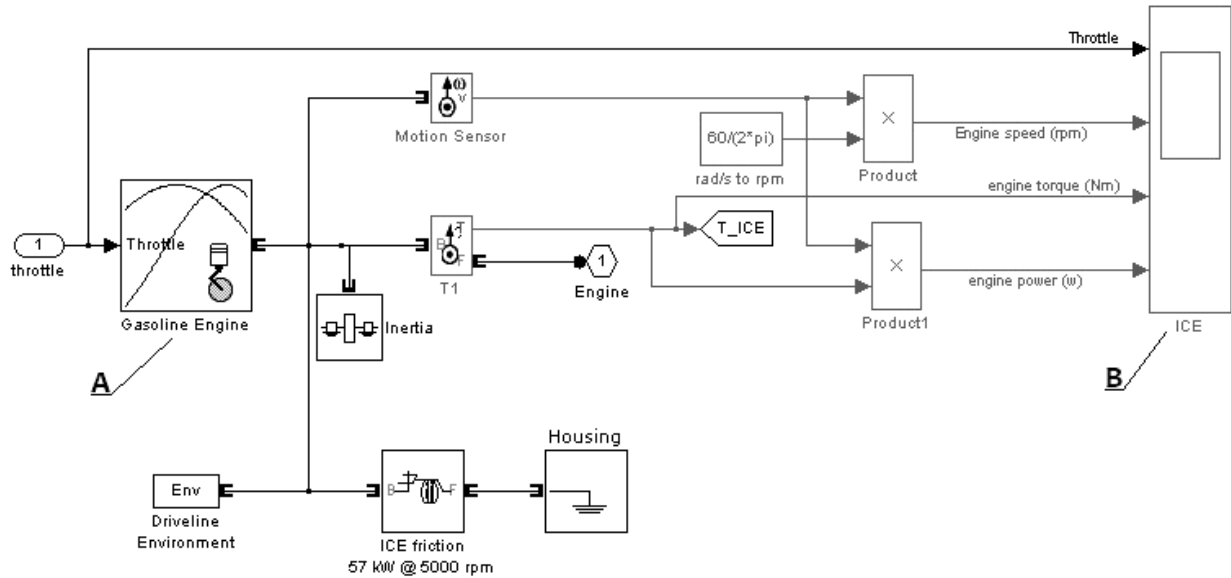 Throttle
ω
v
Motion Sensor
60/(2*pi)
rad/s to rpm
×
Product
Engine speed (rpm)
engine torque (Nm)
1
throttle
Throttle
Gasoline Engine
B
T
F
T1
1
Engine
T_ICE
×
Product1
engine power (w)
ICE
Inertia
A
B
Env
Driveline
Environment
B
F
ICE friction
57 kW @ 5000 rpm
Housing